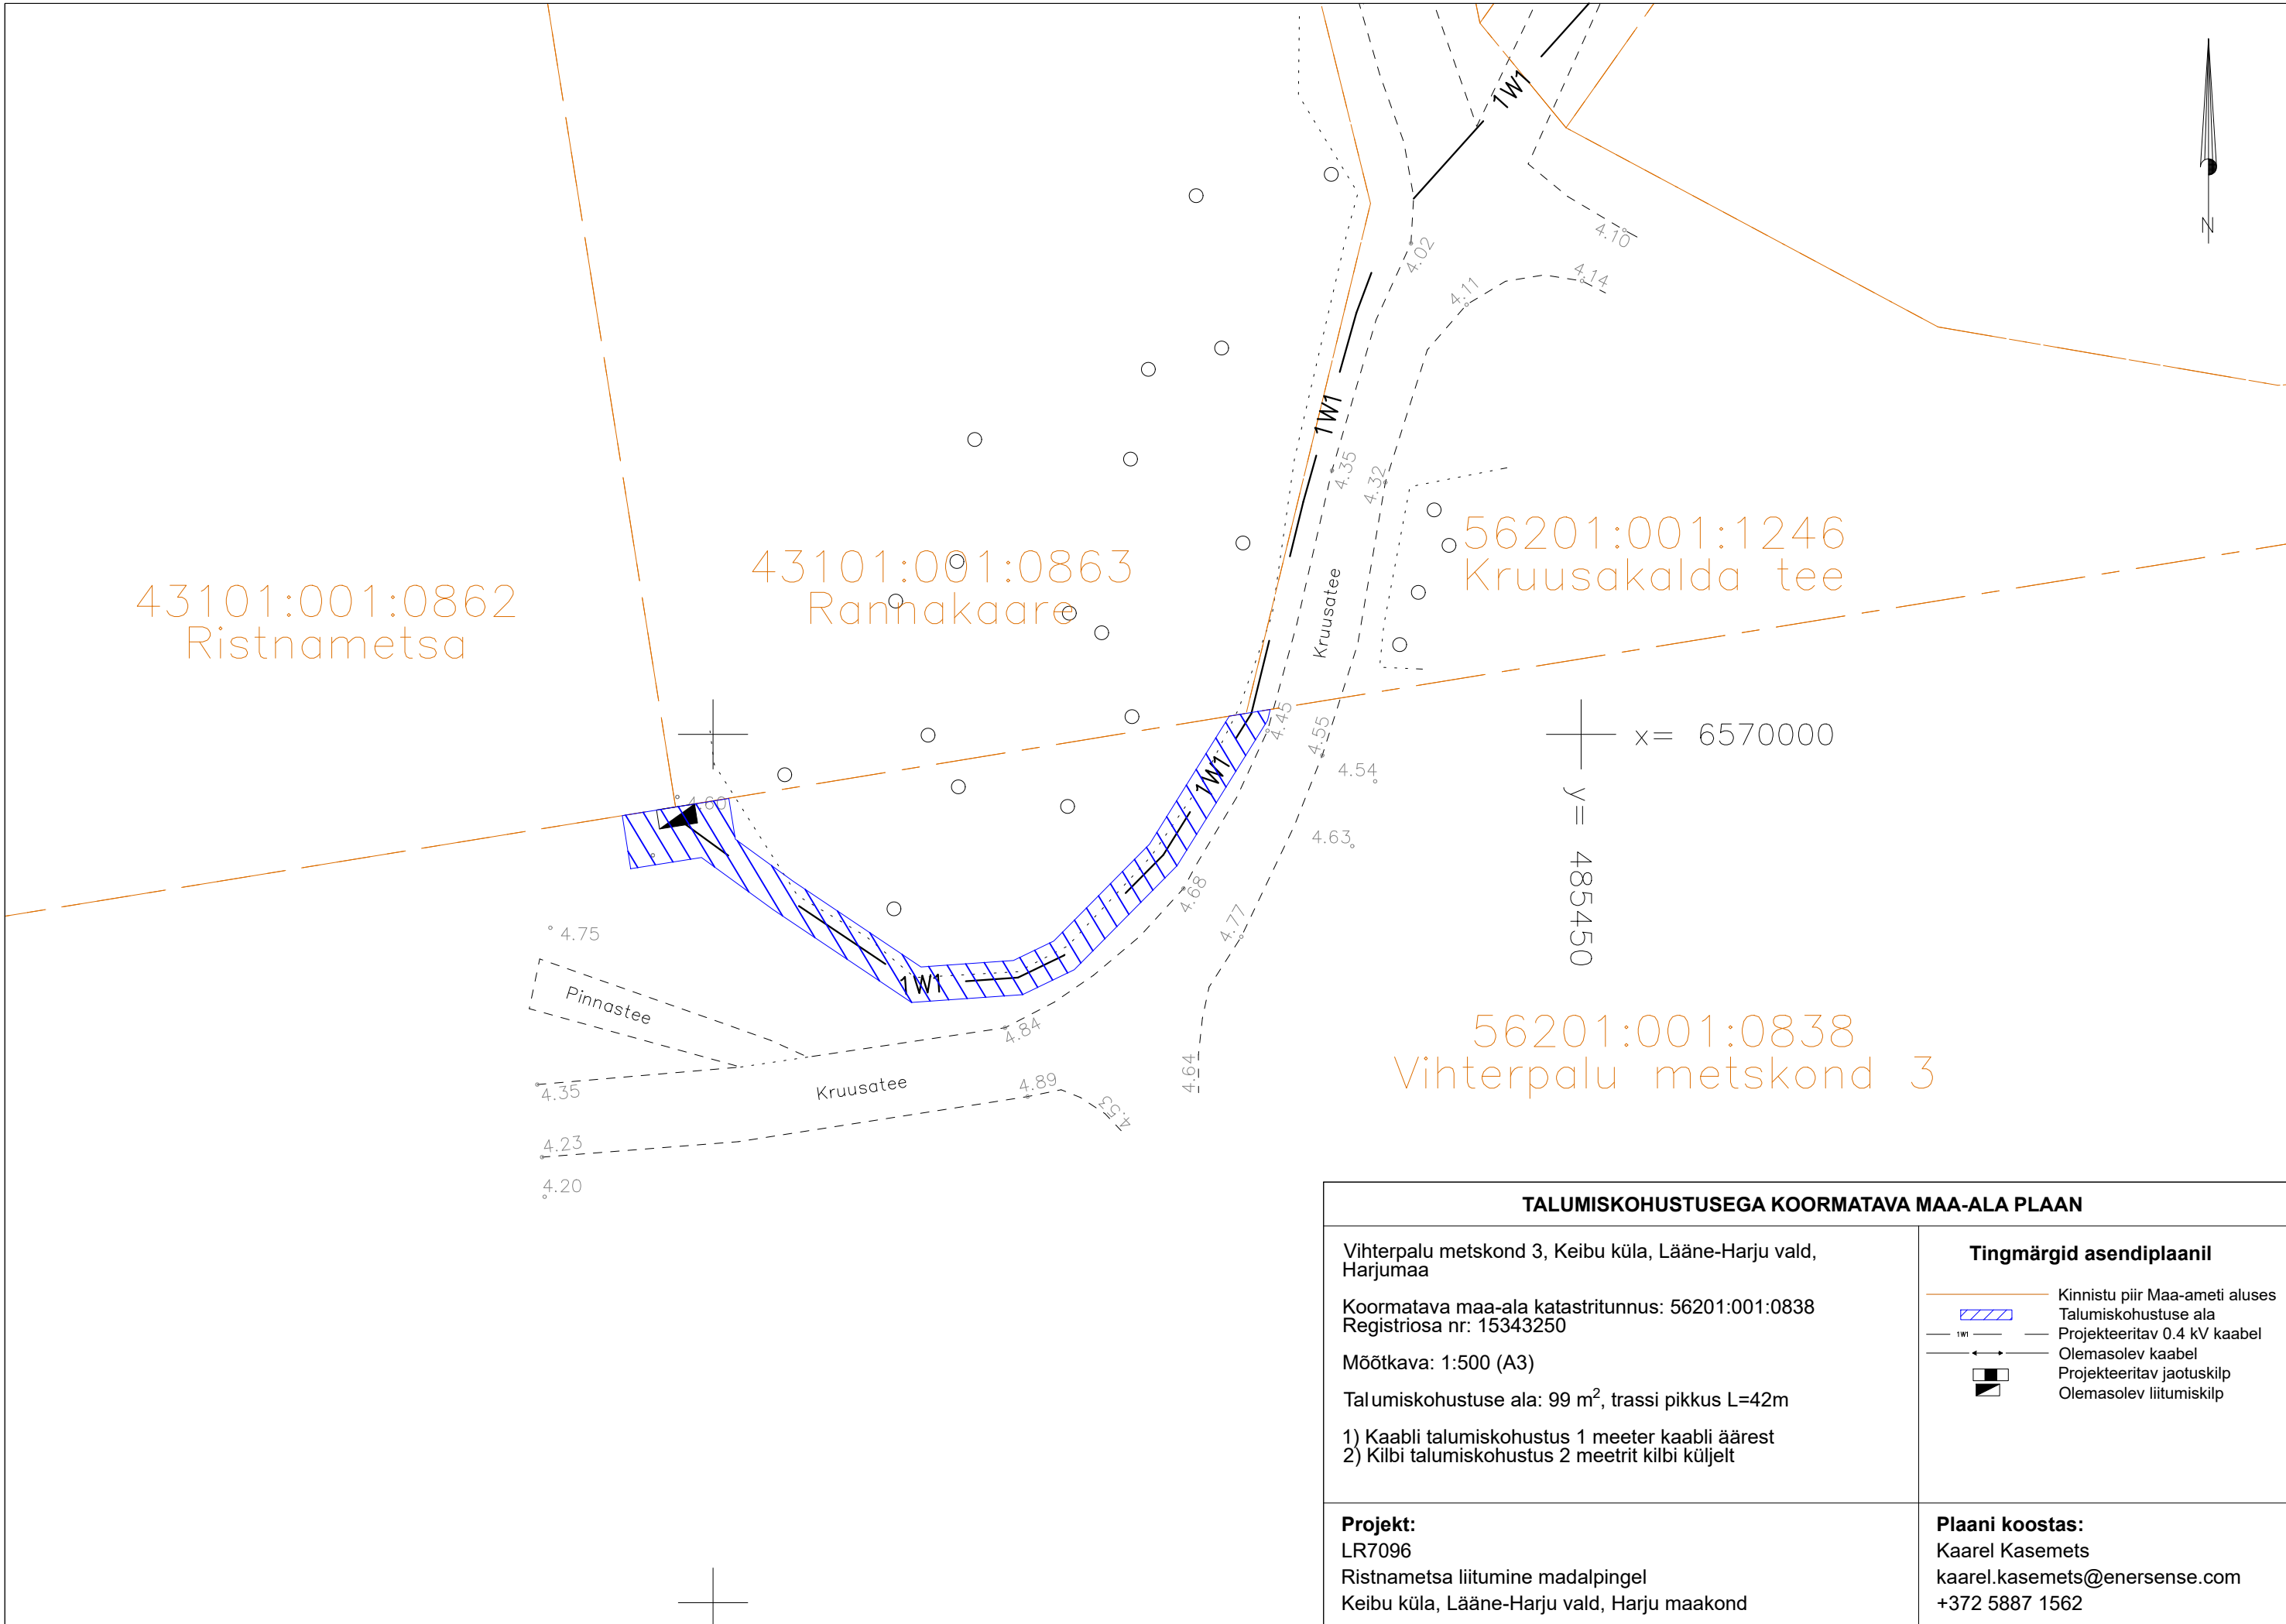 1W1
N
4.10
4.02
4.14
4.11
1W1
4.35
4.32
56201:001:1246
Kruusakalda tee
43101:001:0863
Rannakaare
43101:001:0862
Ristnametsa
Kruusatee
4.45
4.55
x= 6570000
y= 485450
4.54
1W1
4.60
4.63
4.68
4.77
4.75
1W1
Pinnastee
4.84
56201:001:0838
Vihterpalu metskond 3
4.64
4.35
Kruusatee
4.89
4.53
4.23
4.20
TALUMISKOHUSTUSEGA KOORMATAVA MAA-ALA PLAAN
Vihterpalu metskond 3, Keibu küla, Lääne-Harju vald,
Harjumaa
Koormatava maa-ala katastritunnus: 56201:001:0838
Registriosa nr: 15343250
Mõõtkava: 1:500 (A3)
Talumiskohustuse ala: 99 m², trassi pikkus L=42m
1) Kaabli talumiskohustus 1 meeter kaabli äärest
2) Kilbi talumiskohustus 2 meetrit kilbi küljelt
Tingmärgid asendiplaanil
Kinnistu piir Maa-ameti aluses
Talumiskohustuse ala
1W1 Projekteeritav 0.4 kV kaabel
Olemasolev kaabel
Projekteeritav jaotuskilp
Olemasolev liitumiskilp
Projekt:
LR7096
Ristnametsa liitumine madalpingel
Keibu küla, Lääne-Harju vald, Harju maakond
Plaani koostas:
Kaarel Kasemets
kaarel.kasemets@enersense.com
+372 5887 1562